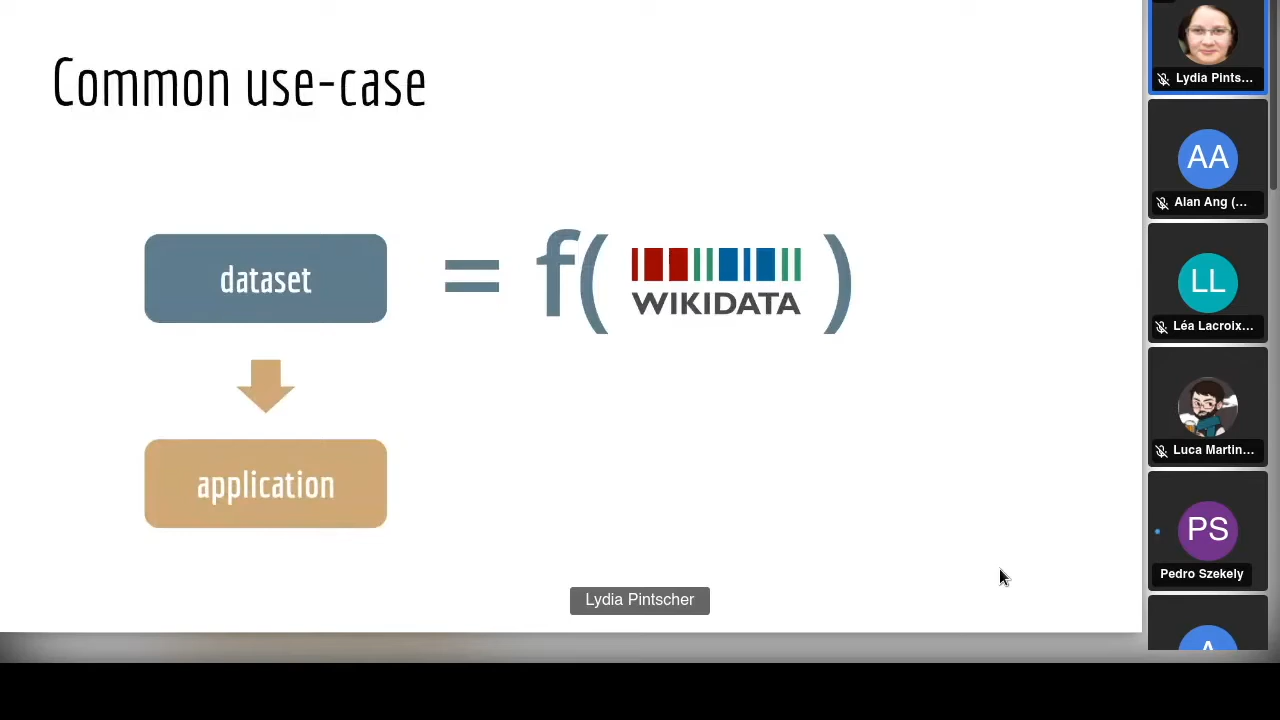 Common use-case
dataset
= f( WIKIDATA )
application
Lydia Pintscher
Lydia Pints...
AA
Alan Ang (...
LL
Léa Lacroix...
Luca Martin...
PS
Pedro Szekely
A